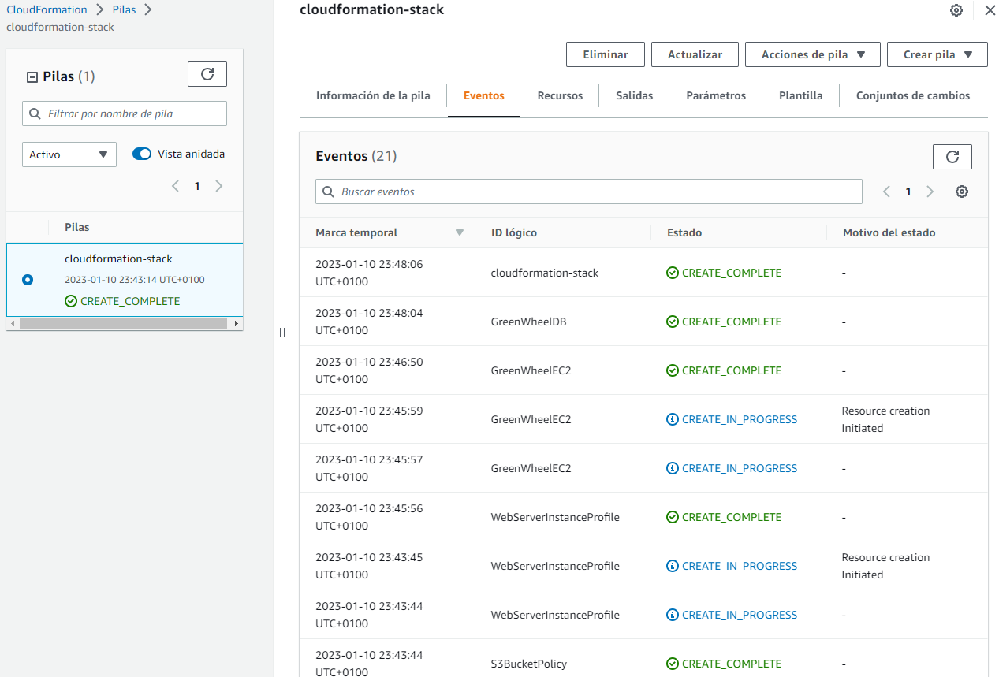 CloudFormation
Pilas
cloudformation-stack
Pilas (1)
Filtrar por nombre de pila
Activo
Vista anidada
1
Pilas
cloudformation-stack
2023-01-10 23:43:14 UTC+0100
CREATE_COMPLETE
cloudformation-stack
Eliminar
Actualizar
Acciones de pila
Crear pila
Información de la pila
Eventos
Recursos
Salidas
Parámetros
Plantilla
Conjuntos de cambios
Eventos (21)
Buscar eventos
1
Marca temporal
ID lógico
Estado
Motivo del estado
2023-01-10 23:48:06
UTC+0100
cloudformation-stack
CREATE_COMPLETE
-
2023-01-10 23:48:04
UTC+0100
GreenWheelDB
CREATE_COMPLETE
-
2023-01-10 23:46:50
UTC+0100
GreenWheelEC2
CREATE_COMPLETE
-
2023-01-10 23:45:59
UTC+0100
GreenWheelEC2
CREATE_IN_PROGRESS
Resource creation
Initiated
2023-01-10 23:45:57
UTC+0100
GreenWheelEC2
CREATE_IN_PROGRESS
-
2023-01-10 23:45:56
UTC+0100
WebServerInstanceProfile
CREATE_COMPLETE
-
2023-01-10 23:43:45
UTC+0100
WebServerInstanceProfile
CREATE_IN_PROGRESS
Resource creation
Initiated
2023-01-10 23:43:44
UTC+0100
WebServerInstanceProfile
CREATE_IN_PROGRESS
-
2023-01-10 23:43:44
UTC+0100
S3BucketPolicy
CREATE_COMPLETE
-